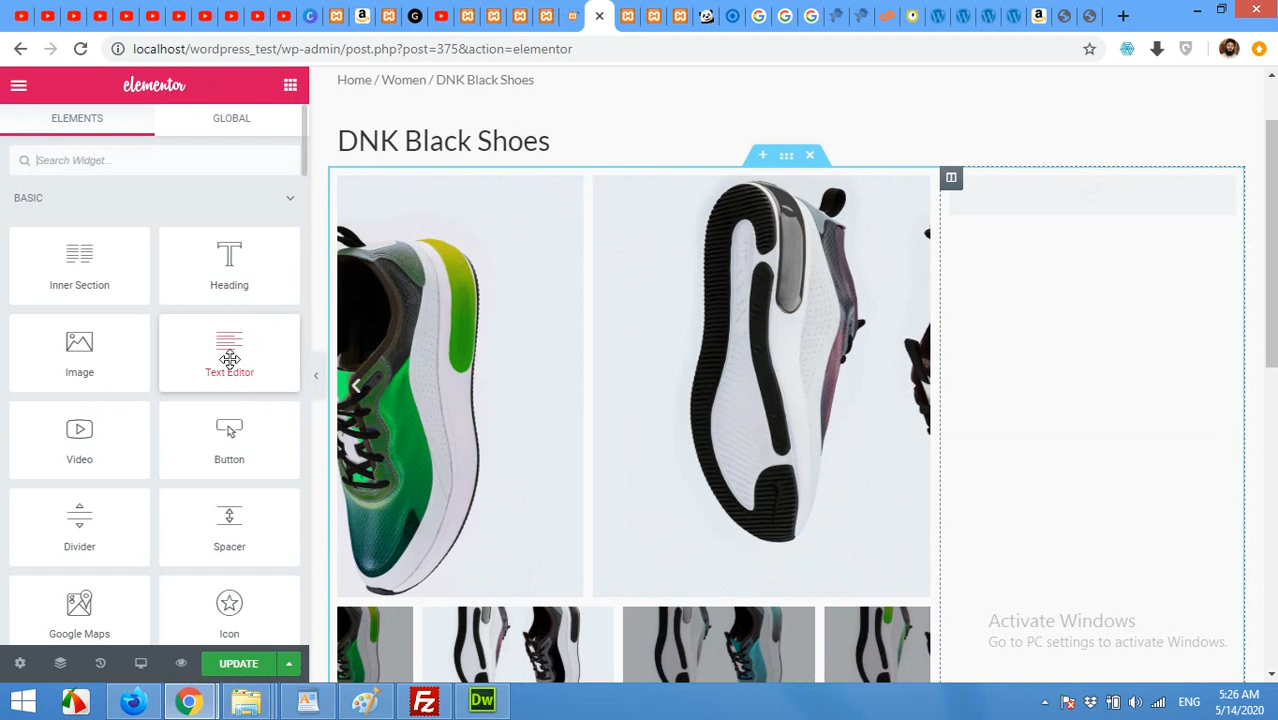 localhost/wordpress_test/wp-admin/post.php?post=375&action=elementor
elementor
ELEMENTS
GLOBAL
Search Widget...
BASIC
Inner Section
Heading
Image
Text Editor
Video
Button
Divider
Spacer
Google Maps
Icon
UPDATE
Home / Women / DNK Black Shoes
DNK Black Shoes
Activate Windows
Go to PC settings to activate Windows.
Fz
Dw
ENG
5:26 AM
5/14/2020